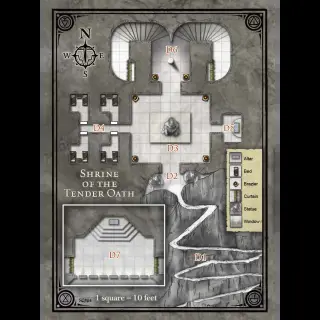 N
W E
S
D6
D4
D5
D3
SHRINE
OF THE
TENDER OATH
D2
Altar
Bed
Brazier
Curtain
Statue
Window
D7
D1
1 square = 10 feet